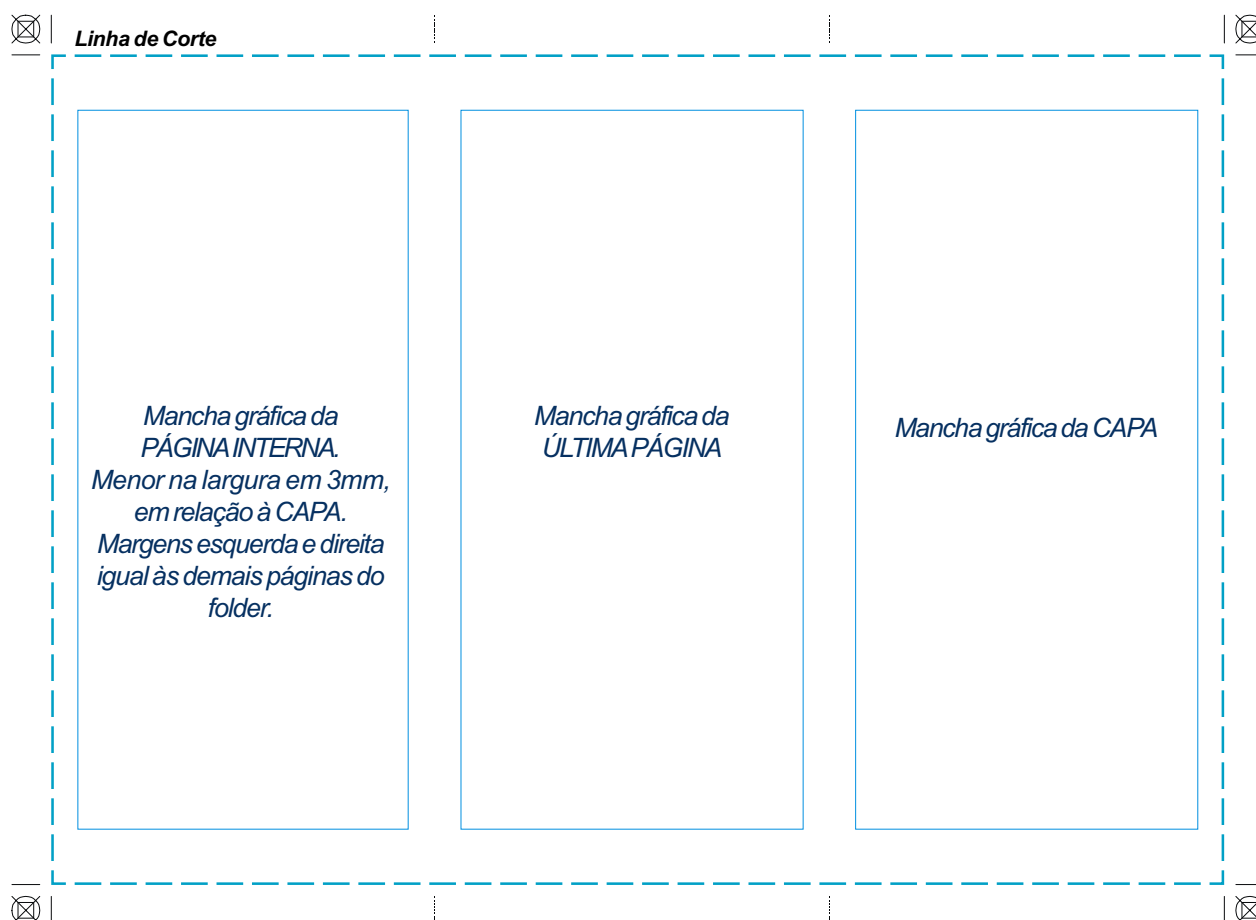 Linha de Corte
Mancha gráfica da
PÁGINA INTERNA.
Menor na largura em 3mm,
em relação à CAPA.
Margens esquerda e direita
igual às demais páginas do
folder.
Mancha gráfica da
ÚLTIMA PÁGINA
Mancha gráfica da CAPA